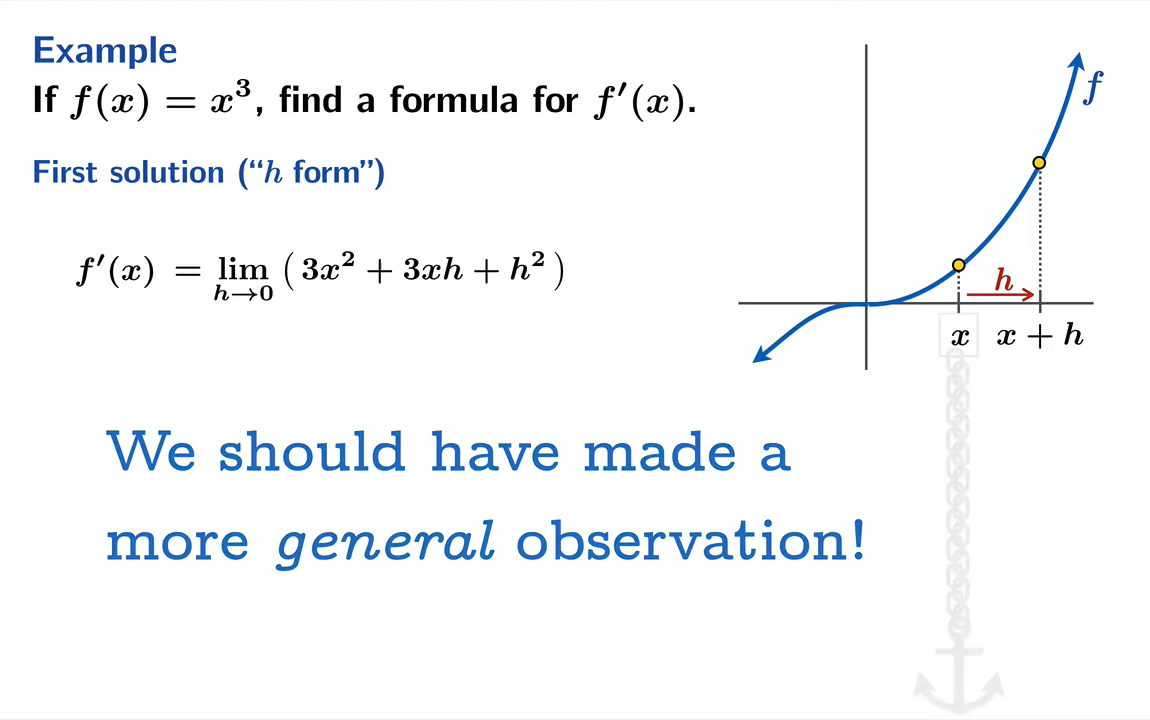 Example
If f(x) = x³, find a formula for f′(x).
First solution (“h form”)
f′(x) = lim h→0 ( 3x² + 3xh + h² )
f
h
x x + h
We should have made a
more general observation!